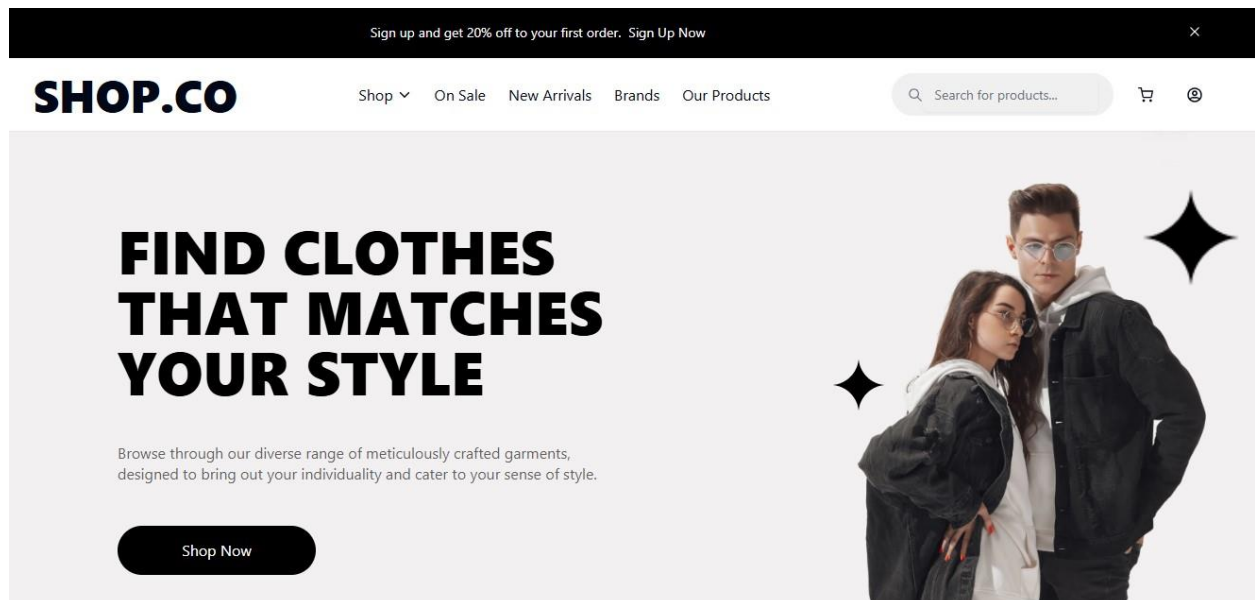 Sign up and get 20% off to your first order. Sign Up Now
SHOP.CO
Shop On Sale New Arrivals Brands Our Products
Search for products...
FIND CLOTHES
THAT MATCHES
YOUR STYLE
Browse through our diverse range of meticulously crafted garments,
designed to bring out your individuality and cater to your sense of style.
Shop Now